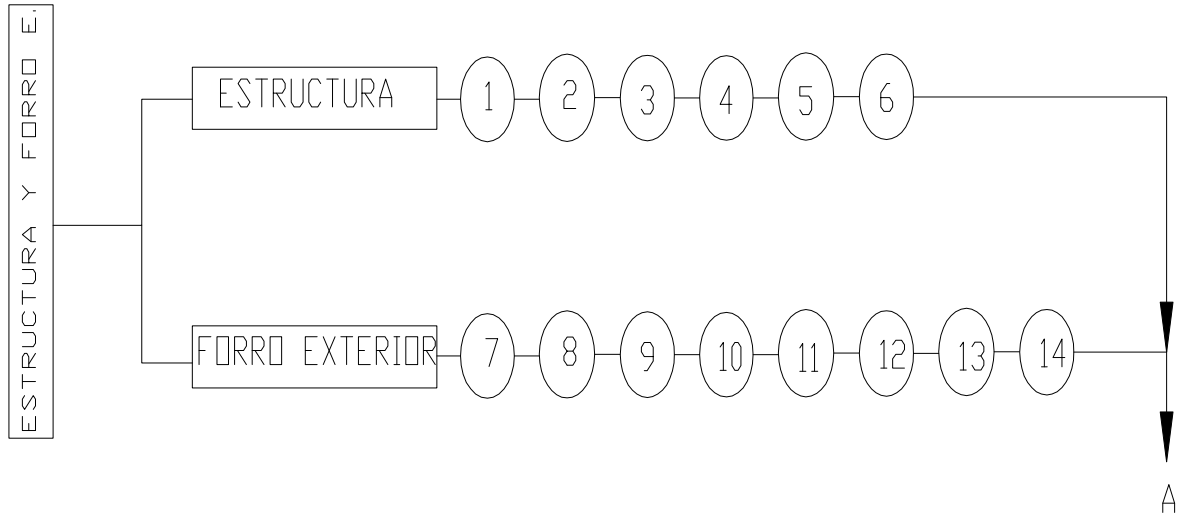 ESTRUCTURA Y FORRO E.
ESTRUCTURA
1 2 3 4 5 6
FORRO EXTERIOR
7 8 9 10 11 12 13 14
A